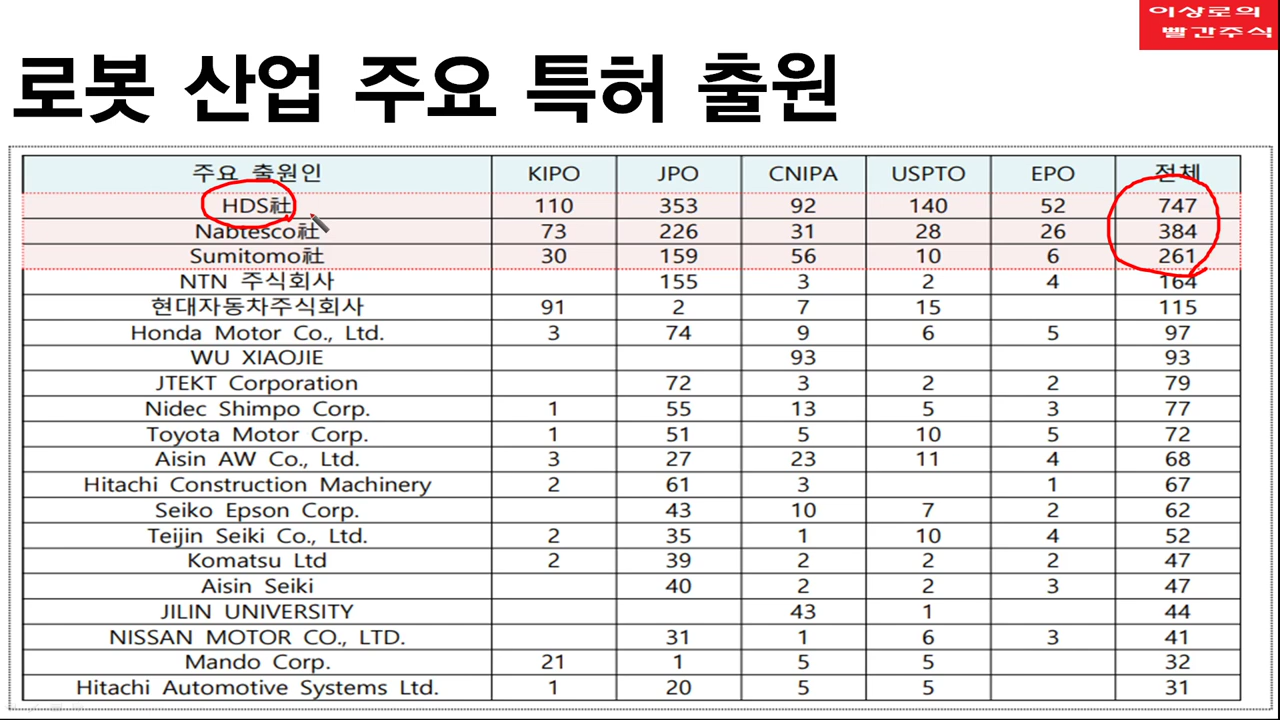 이상로의
빨간주식
로봇 산업 주요 특허 출원
주요 출원인 KIPO JPO CNIPA USPTO EPO 전체
HDS社 110 353 92 140 52 747
Nabtesco社 73 226 31 28 26 384
Sumitomo社 30 159 56 10 6 261
NTN 주식회사 155 3 2 4 164
현대자동차주식회사 91 2 7 15 115
Honda Motor Co., Ltd. 3 74 9 6 5 97
WU XIAOJIE 93 93
JTEKT Corporation 72 3 2 2 79
Nidec Shimpo Corp. 1 55 13 5 3 77
Toyota Motor Corp. 1 51 5 10 5 72
Aisin AW Co., Ltd. 3 27 23 11 4 68
Hitachi Construction Machinery 2 61 3 1 67
Seiko Epson Corp. 43 10 7 2 62
Teijin Seiki Co., Ltd. 2 35 1 10 4 52
Komatsu Ltd 2 39 2 2 2 47
Aisin Seiki 40 2 2 3 47
JILIN UNIVERSITY 43 1 44
NISSAN MOTOR CO., LTD. 31 1 6 3 41
Mando Corp. 21 1 5 5 32
Hitachi Automotive Systems Ltd. 1 20 5 5 31